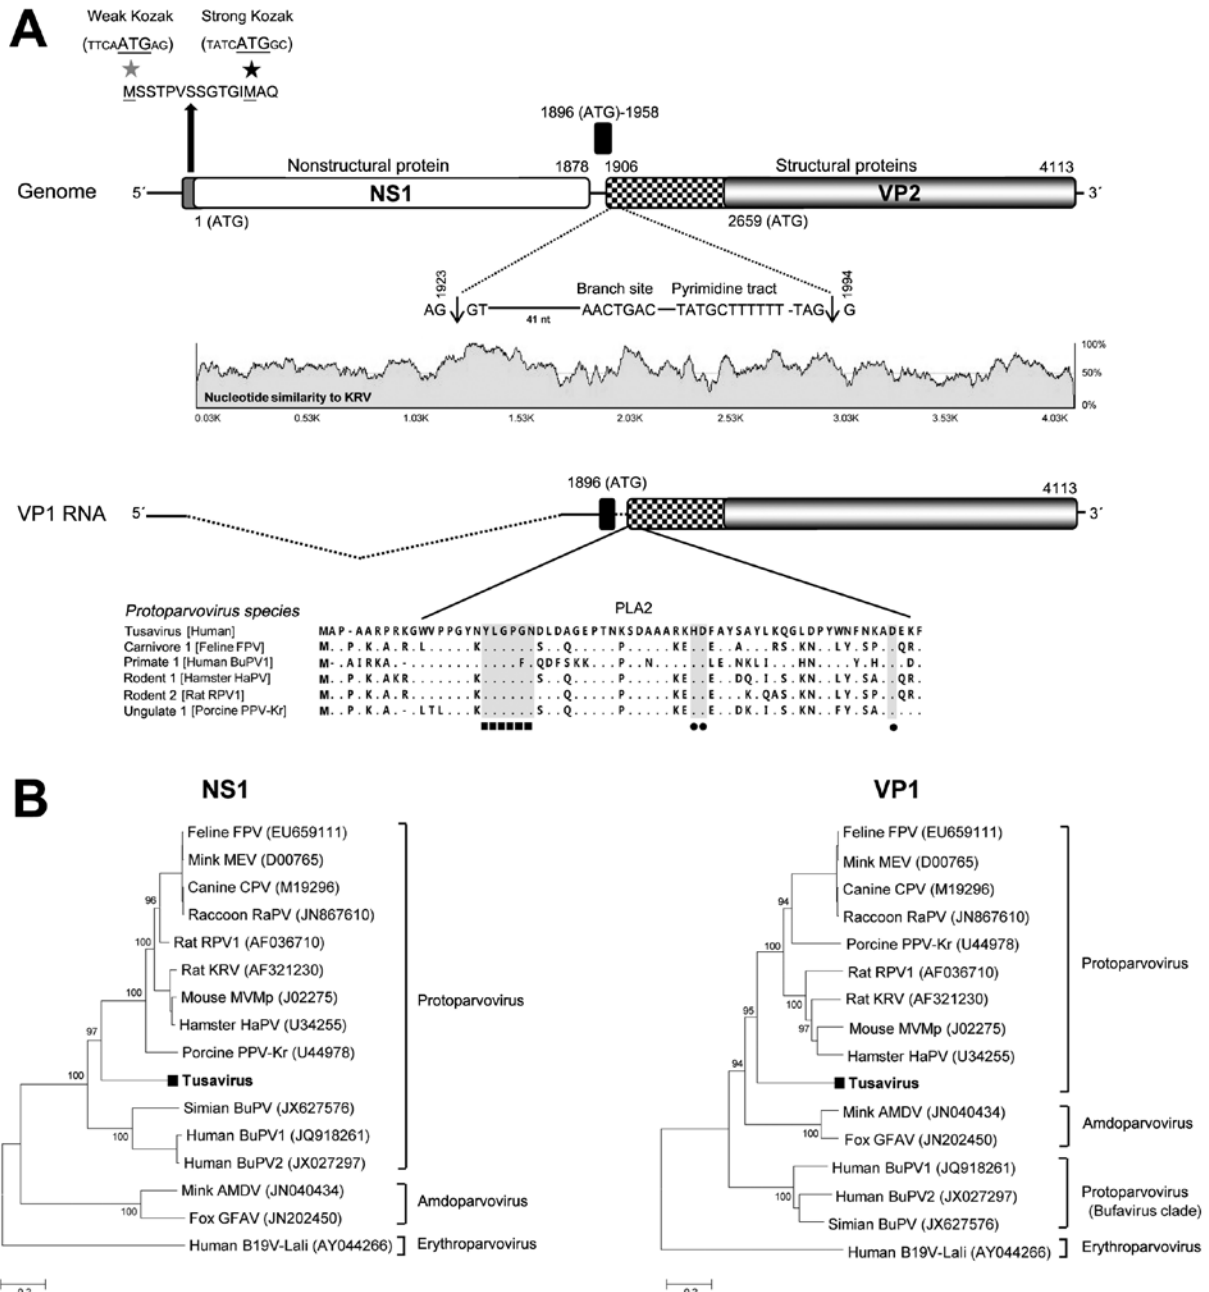 A
Weak Kozak Strong Kozak
(TTCAATGAG) (TATCATGGC)
MSSTPVSSGTGIMAQ
1896 (ATG)-1958
Nonstructural protein 1878 1906 Structural proteins 4113
Genome 5´ NS1 VP2 3´
1 (ATG) 2659 (ATG)
1923 Branch site Pyrimidine tract 1994
AG GT AACTGAC TATGCTTTTTT -TAG G
41 nt
100%
50%
Nucleotide similarity to KRV
0%
0.03K 0.53K 1.03K 1.53K 2.03K 2.53K 3.03K 3.53K 4.03K
1896 (ATG) 4113
VP1 RNA 5´ 3´
Protoparvovirus species PLA2
Tusavirus [Human] MAP-AARPRKGWVPPGYNYLGPGNDLDAGEPTNKSDAAARKHDFAYSAYLKQGLDPYWNFNKADEKF
Carnivore 1 [Feline FPV]
Primate 1 [Human BuPV1]
Rodent 1 [Hamster HaPV]
Rodent 2 [Rat RPV1]
Ungulate 1 [Porcine PPV-Kr]
B
NS1
Feline FPV (EU659111)
Mink MEV (D00765)
Canine CPV (M19296)
96
Raccoon RaPV (JN867610)
100
Rat RPV1 (AF036710)
Rat KRV (AF321230)
100
Mouse MVMp (J02275)
Protoparvovirus
Hamster HaPV (U34255)
97
Porcine PPV-Kr (U44978)
100
Tusavirus
Simian BuPV (JX627576)
100
Human BuPV1 (JQ918261)
Human BuPV2 (JX027297)
Mink AMDV (JN040434)
Amdoparvovirus
100
Fox GFAV (JN202450)
Human B19V-Lali (AY044266)
Erythroparvovirus
VP1
Feline FPV (EU659111)
Mink MEV (D00765)
Canine CPV (M19296)
94
Raccoon RaPV (JN867610)
100
Porcine PPV-Kr (U44978)
Protoparvovirus
Rat RPV1 (AF036710)
100
Rat KRV (AF321230)
95
97
Mouse MVMp (J02275)
Hamster HaPV (U34255)
94
Tusavirus
Mink AMDV (JN040434)
Amdoparvovirus
100
Fox GFAV (JN202450)
Human BuPV1 (JQ918261)
100
Human BuPV2 (JX027297)
Protoparvovirus
(Bufavirus clade)
Simian BuPV (JX627576)
Human B19V-Lali (AY044266)
Erythroparvovirus